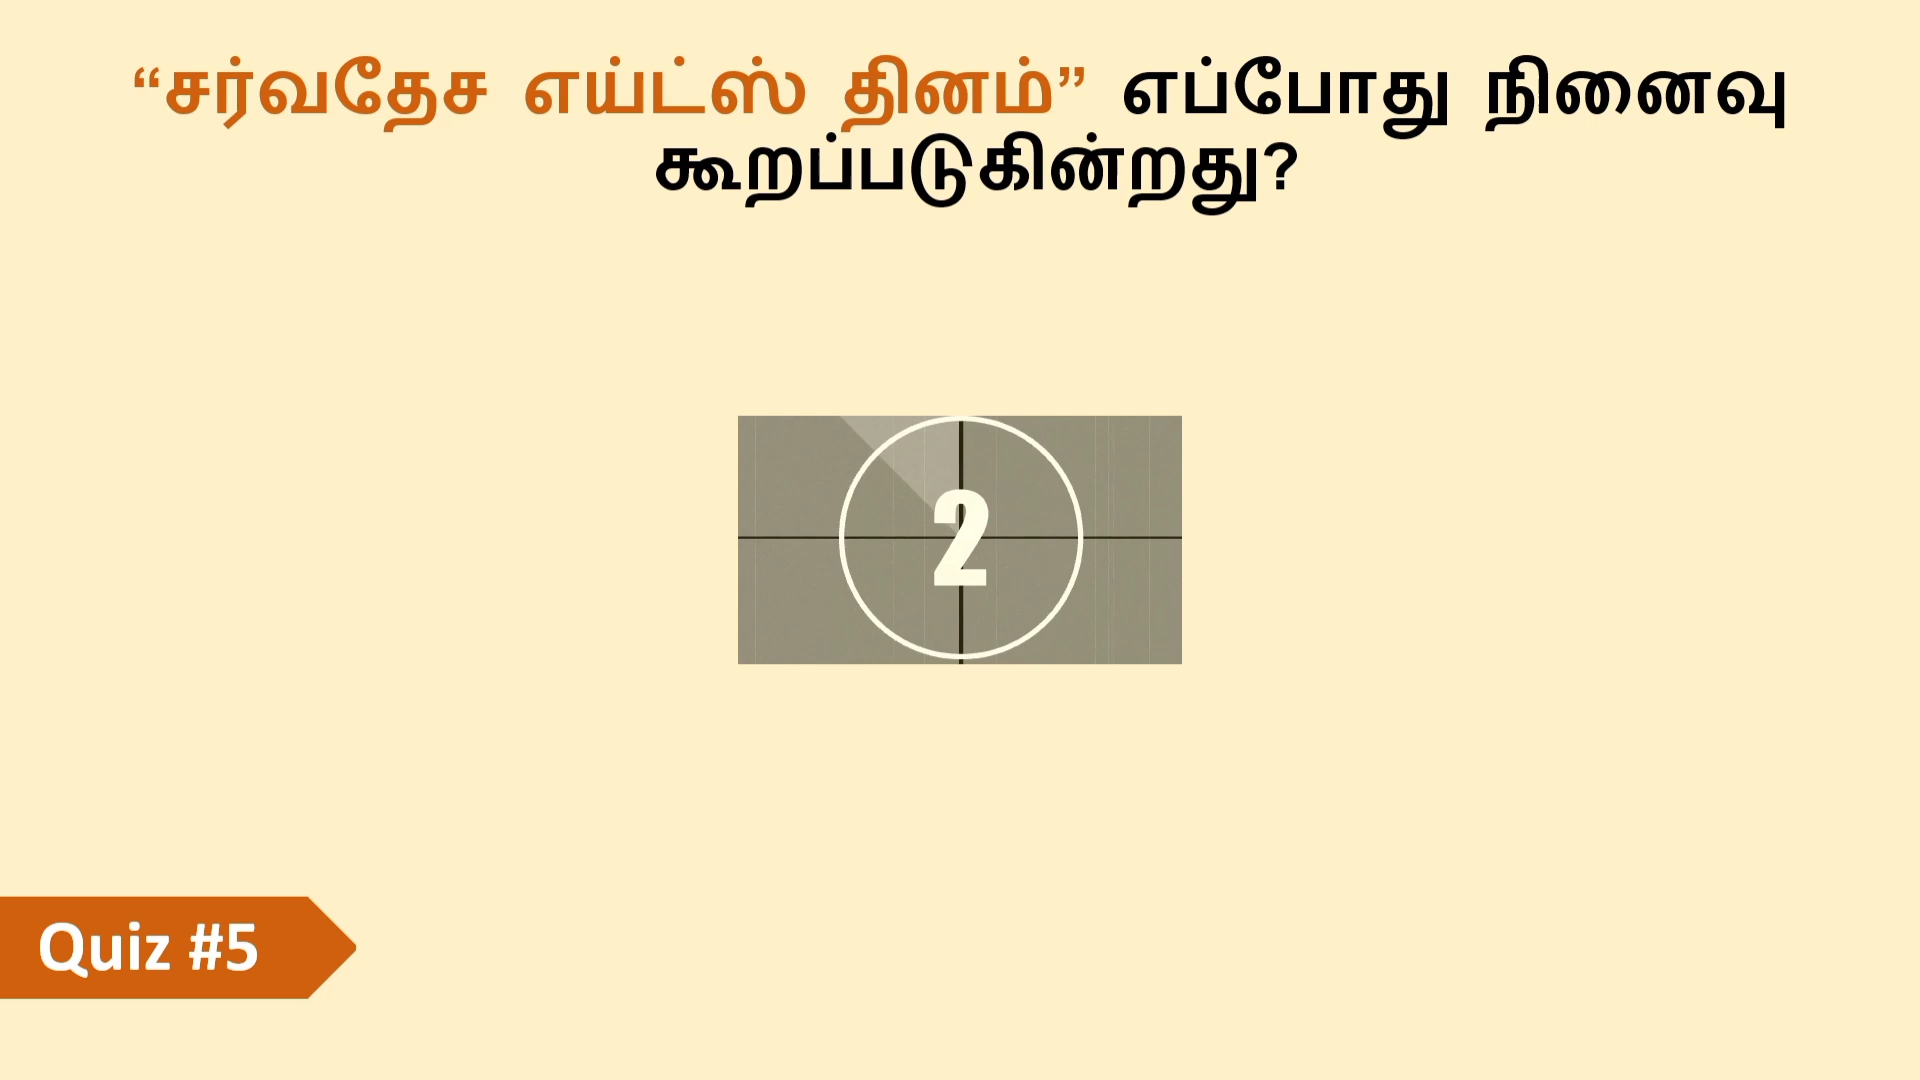 “சர்வதேச எய்ட்ஸ் தினம்” எப்போது நினைவு
கூறப்படுகின்றது?
2
Quiz #5